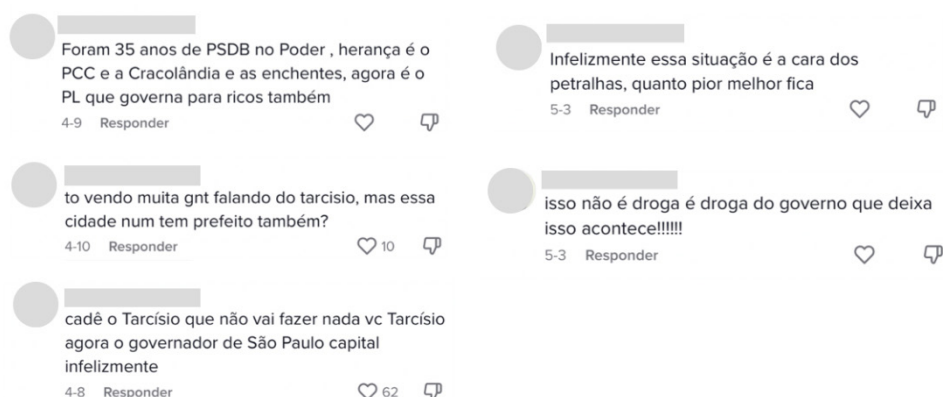 Foram 35 anos de PSDB no Poder , herança é o
PCC e a Cracolândia e as enchentes, agora é o
PL que governa para ricos também
4-9 Responder
to vendo muita gnt falando do tarcisio, mas essa
cidade num tem prefeito também?
4-10 Responder 10
cadê o Tarcísio que não vai fazer nada vc Tarcísio
agora o governador de São Paulo capital
infelizmente
4-8 Responder 62
Infelizmente essa situação é a cara dos
petralhas, quanto pior melhor fica
5-3 Responder
isso não é droga é droga do governo que deixa
isso acontece!!!!!!
5-3 Responder